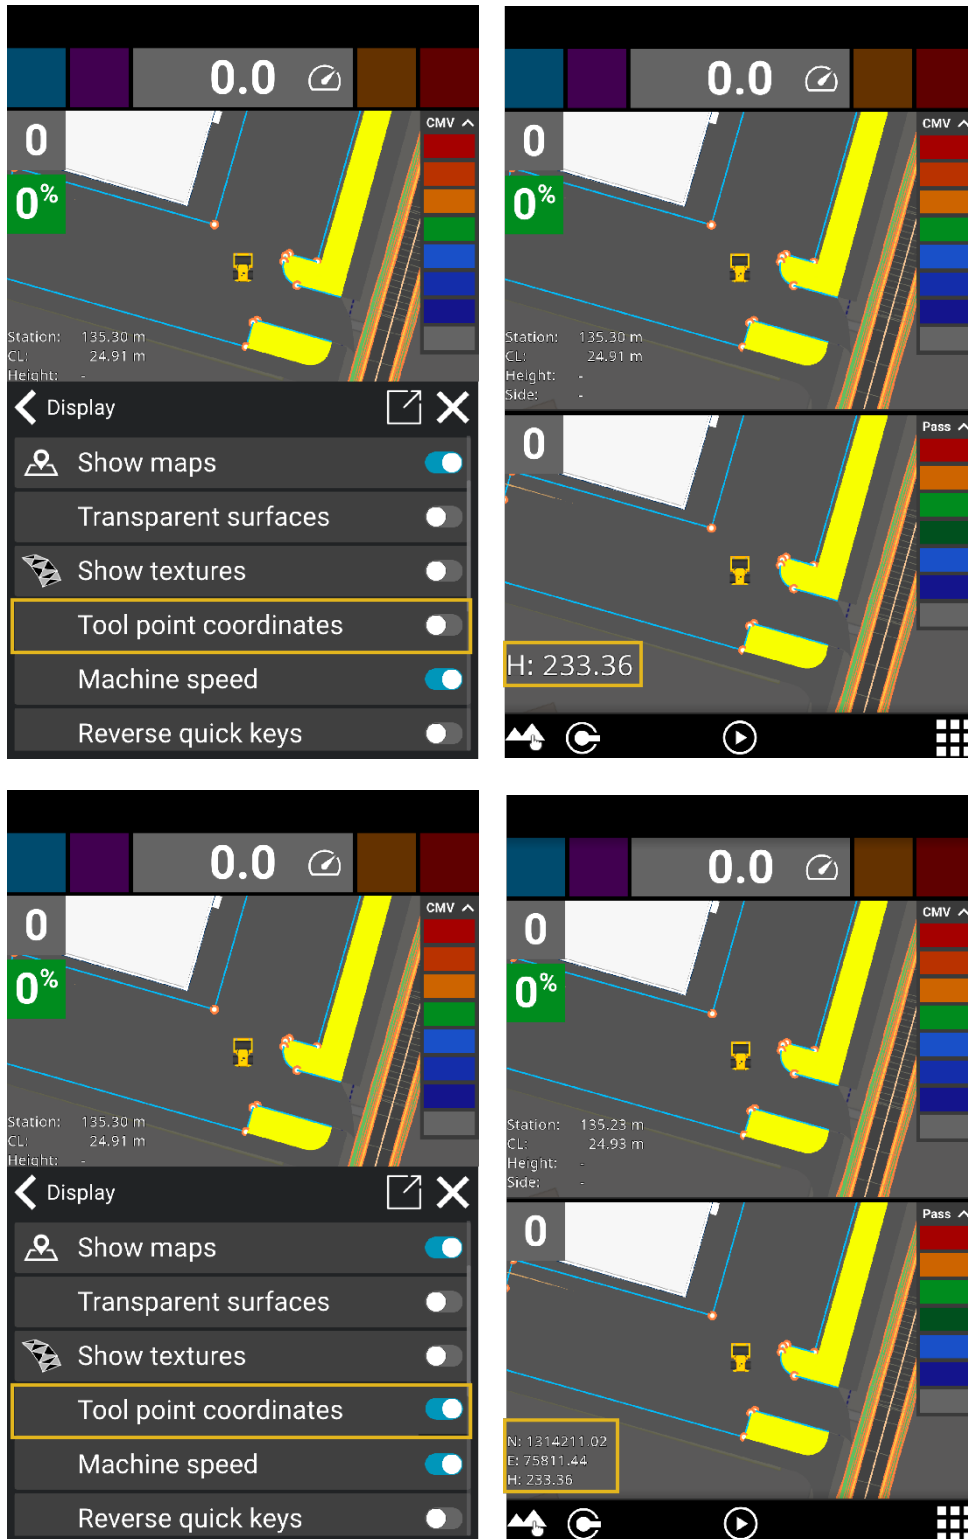 0.0
CMV
0
0%
Station: 135.30 m
CL: 24.91 m
Height: -
Display
Show maps
Transparent surfaces
Show textures
Tool point coordinates
Machine speed
Reverse quick keys
0.0
CMV
0
0%
Station: 135.30 m
CL: 24.91 m
Height: -
Side: -
Pass
0
H: 233.36
0.0
CMV
0
0%
Station: 135.30 m
CL: 24.91 m
Height: -
Display
Show maps
Transparent surfaces
Show textures
Tool point coordinates
Machine speed
Reverse quick keys
0.0
CMV
0
0%
Station: 135.23 m
CL: 24.93 m
Height: -
Side: -
Pass
0
N: 1314211.02
E: 75811.44
H: 233.36